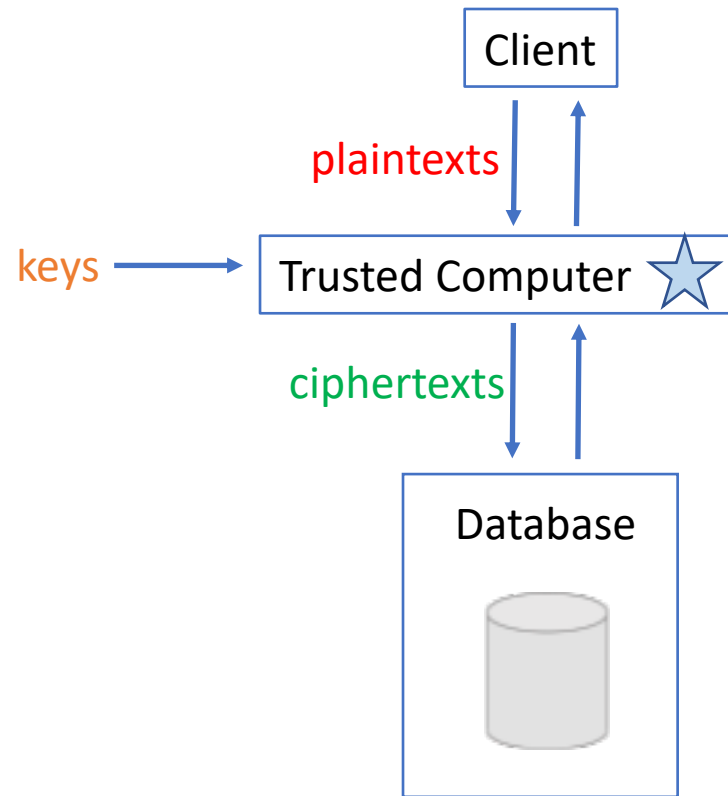 Client
plaintexts
keys
Trusted Computer
ciphertexts
Database